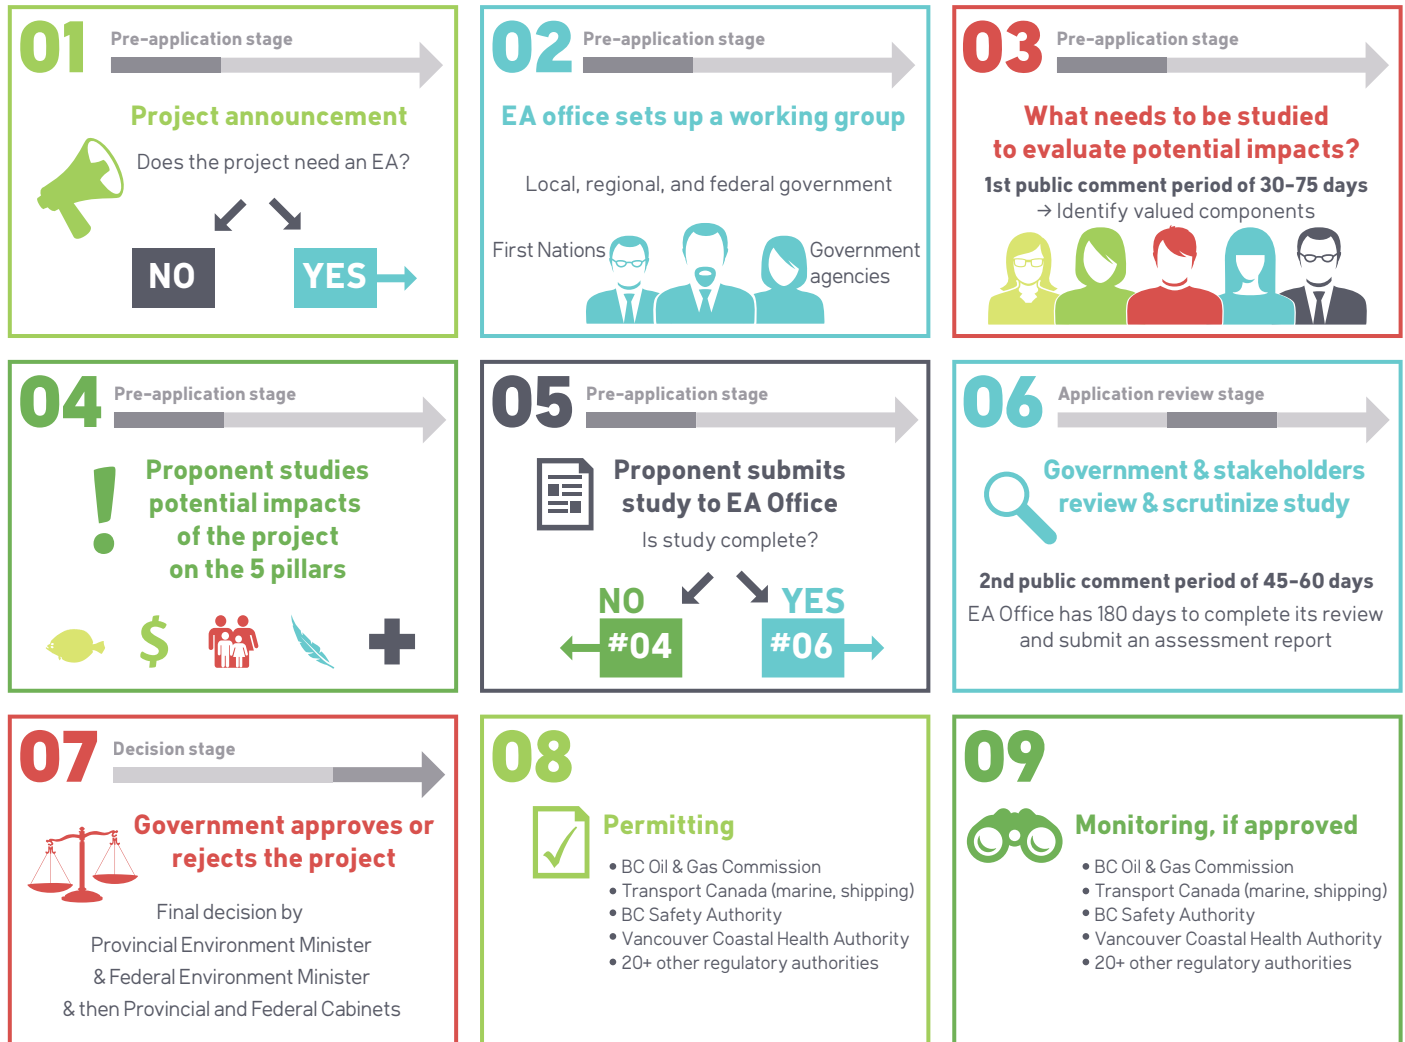 01
Pre-application stage
Project announcement
Does the project need an EA?
NO
YES
02
Pre-application stage
EA office sets up a working group
Local, regional, and federal government
First Nations
Government
agencies
03
Pre-application stage
What needs to be studied
to evaluate potential impacts?
1st public comment period of 30-75 days
→ Identify valued components
04
Pre-application stage
Proponent studies
potential impacts
of the project
on the 5 pillars
$
05
Pre-application stage
Proponent submits
study to EA Office
Is study complete?
NO
#04
YES
#06
06
Application review stage
Government & stakeholders
review & scrutinize study
2nd public comment period of 45-60 days
EA Office has 180 days to complete its review
and submit an assessment report
07
Decision stage
Government approves or
rejects the project
Final decision by
Provincial Environment Minister
& Federal Environment Minister
& then Provincial and Federal Cabinets
08
Permitting
• BC Oil & Gas Commission
• Transport Canada (marine, shipping)
• BC Safety Authority
• Vancouver Coastal Health Authority
• 20+ other regulatory authorities
09
Monitoring, if approved
• BC Oil & Gas Commission
• Transport Canada (marine, shipping)
• BC Safety Authority
• Vancouver Coastal Health Authority
• 20+ other regulatory authorities